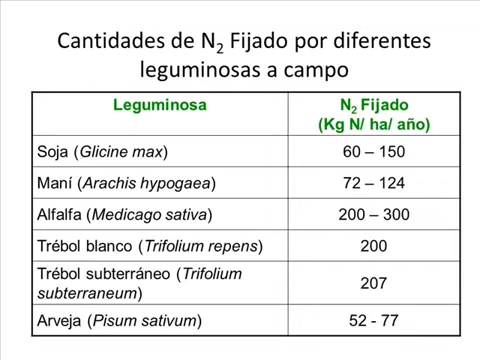 Cantidades de N2 Fijado por diferentes
leguminosas a campo
Leguminosa
N2 Fijado
(Kg N/ ha/ año)
Soja (Glicine max)
60 – 150
Maní (Arachis hypogaea)
72 – 124
Alfalfa (Medicago sativa)
200 – 300
Trébol blanco (Trifolium repens)
200
Trébol subterráneo (Trifolium
subterraneum)
207
Arveja (Pisum sativum)
52 - 77